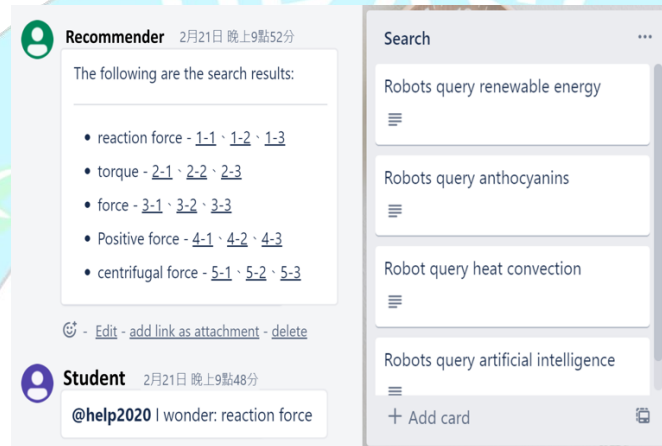 Recommender 2月21日 晚上9點52分
The following are the search results:
• reaction force - 1-1、1-2、1-3
• torque - 2-1、2-2、2-3
• force - 3-1、3-2、3-3
• Positive force - 4-1、4-2、4-3
• centrifugal force - 5-1、5-2、5-3
- Edit - add link as attachment - delete
Student 2月21日 晚上9點48分
@help2020 I wonder: reaction force
Search
Robots query renewable energy
Robots query anthocyanins
Robot query heat convection
Robots query artificial intelligence
+ Add card